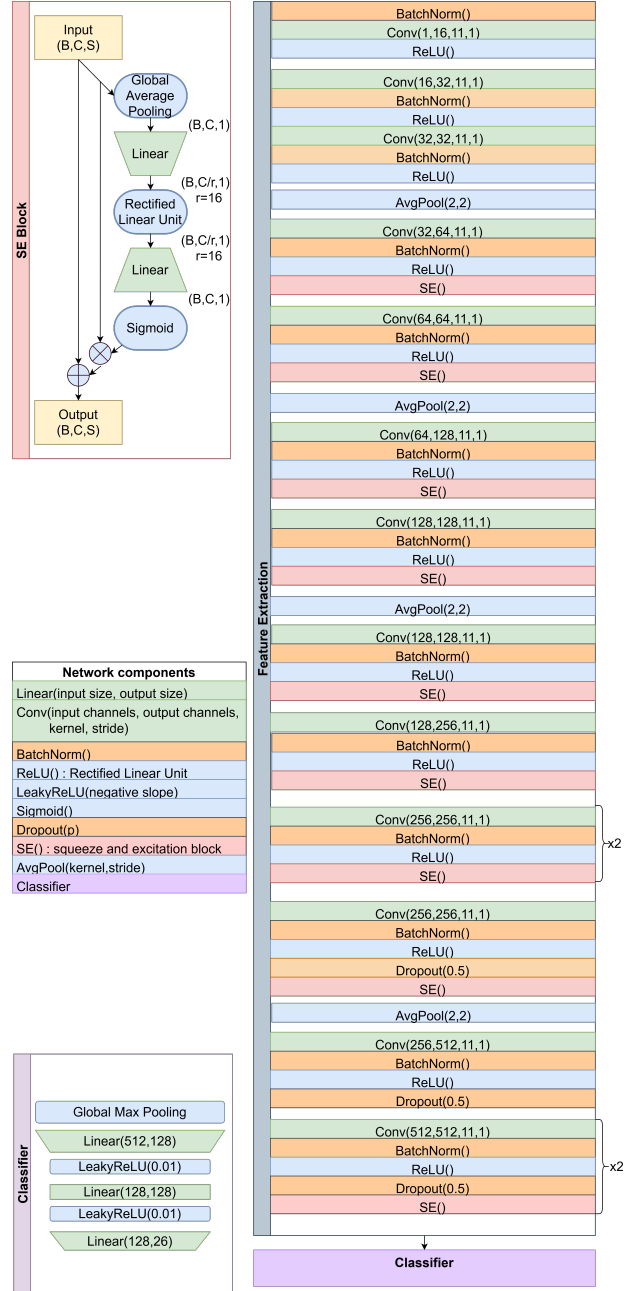 SE Block
Input
(B,C,S)
Global
Average
Pooling
(B,C,1)
Linear
(B,C/r,1)
r=16
Rectified
Linear Unit
(B,C/r,1)
r=16
Linear
(B,C,1)
Sigmoid
Output
(B,C,S)
Network components
Linear(input size, output size)
Conv(input channels, output channels,
kernel, stride)
BatchNorm()
ReLU() : Rectified Linear Unit
LeakyReLU(negative slope)
Sigmoid()
Dropout(p)
SE() : squeeze and excitation block
AvgPool(kernel,stride)
Classifier
Classifier
Global Max Pooling
Linear(512,128)
LeakyReLU(0.01)
Linear(128,128)
LeakyReLU(0.01)
Linear(128,26)
Feature Extraction
BatchNorm()
Conv(1,16,11,1)
ReLU()
Conv(16,32,11,1)
BatchNorm()
ReLU()
Conv(32,32,11,1)
BatchNorm()
ReLU()
AvgPool(2,2)
Conv(32,64,11,1)
BatchNorm()
ReLU()
SE()
Conv(64,64,11,1)
BatchNorm()
ReLU()
SE()
AvgPool(2,2)
Conv(64,128,11,1)
BatchNorm()
ReLU()
SE()
Conv(128,128,11,1)
BatchNorm()
ReLU()
SE()
AvgPool(2,2)
Conv(128,128,11,1)
BatchNorm()
ReLU()
SE()
Conv(128,256,11,1)
BatchNorm()
ReLU()
SE()
Conv(256,256,11,1)
BatchNorm()
ReLU()
SE()
x2
Conv(256,256,11,1)
BatchNorm()
ReLU()
Dropout(0.5)
SE()
AvgPool(2,2)
Conv(256,512,11,1)
BatchNorm()
ReLU()
Dropout(0.5)
Conv(512,512,11,1)
BatchNorm()
ReLU()
Dropout(0.5)
SE()
x2
Classifier